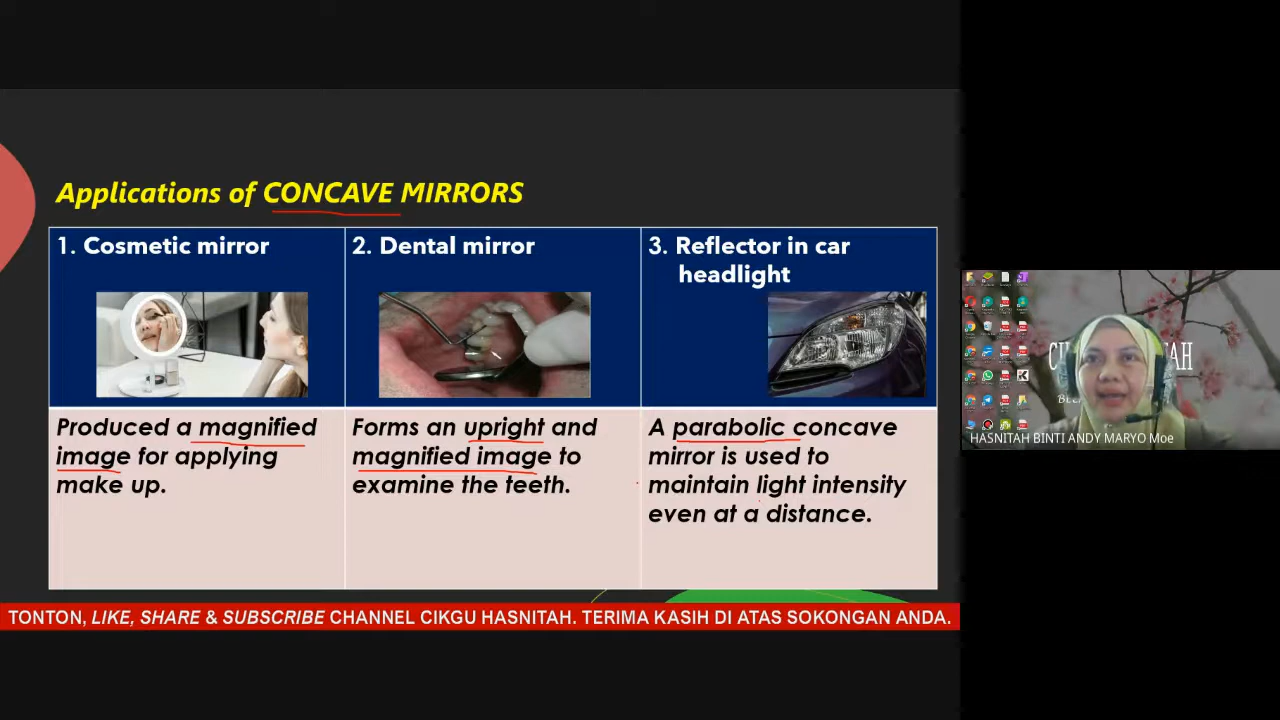 Applications of CONCAVE MIRRORS
1. Cosmetic mirror
2. Dental mirror
3. Reflector in car
headlight
Produced a magnified
image for applying
make up.
Forms an upright and
magnified image to
examine the teeth.
A parabolic concave
mirror is used to
maintain light intensity
even at a distance.
HASNITAH BINTI ANDY MARYO Moe
TONTON, LIKE, SHARE & SUBSCRIBE CHANNEL CIKGU HASNITAH. TERIMA KASIH DI ATAS SOKONGAN ANDA.